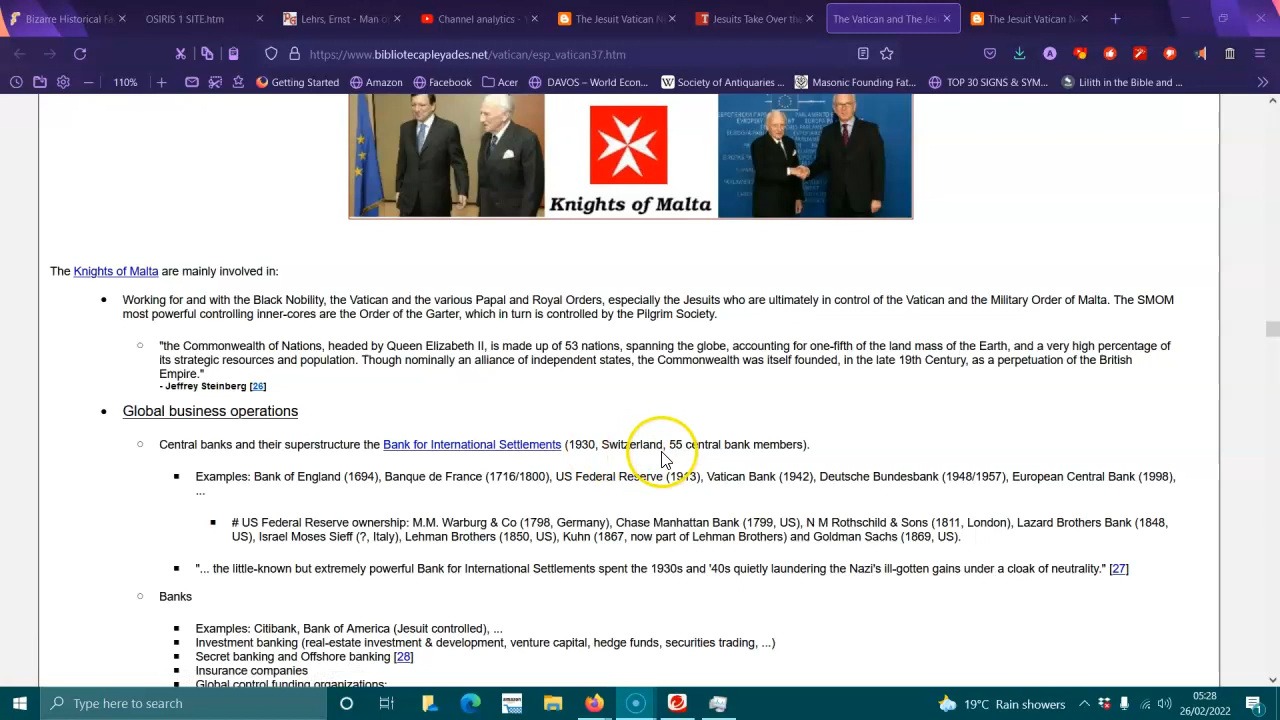 Bizarre Historical Fa
OSIRIS 1 SITE.htm
Lehrs, Ernst - Man o
Channel analytics -
The Jesuit Vatican N
Jesuits Take Over the
The Vatican and The Jes
The Jesuit Vatican N
https://www.bibliotecapleyades.net/vatican/esp_vatican37.htm
110%
Getting Started
Amazon
Facebook
Acer
DAVOS – World Econ...
Society of Antiquaries ...
Masonic Founding Fat...
TOP 30 SIGNS & SYM...
Lilith in the Bible and ...
Knights of Malta
The Knights of Malta are mainly involved in:
Working for and with the Black Nobility, the Vatican and the various Papal and Royal Orders, especially the Jesuits who are ultimately in control of the Vatican and the Military Order of Malta. The SMOM
most powerful controlling inner-cores are the Order of the Garter, which in turn is controlled by the Pilgrim Society.
"the Commonwealth of Nations, headed by Queen Elizabeth II, is made up of 53 nations, spanning the globe, accounting for one-fifth of the land mass of the Earth, and a very high percentage of
its strategic resources and population. Though nominally an alliance of independent states, the Commonwealth was itself founded, in the late 19th Century, as a perpetuation of the British
Empire."
- Jeffrey Steinberg [26]
Global business operations
Central banks and their superstructure the Bank for International Settlements (1930, Switzerland, 55 central bank members).
Examples: Bank of England (1694), Banque de France (1716/1800), US Federal Reserve (1913), Vatican Bank (1942), Deutsche Bundesbank (1948/1957), European Central Bank (1998),
...
# US Federal Reserve ownership: M.M. Warburg & Co (1798, Germany), Chase Manhattan Bank (1799, US), N M Rothschild & Sons (1811, London), Lazard Brothers Bank (1848,
US), Israel Moses Sieff (?, Italy), Lehman Brothers (1850, US), Kuhn (1867, now part of Lehman Brothers) and Goldman Sachs (1869, US).
"... the little-known but extremely powerful Bank for International Settlements spent the 1930s and '40s quietly laundering the Nazi's ill-gotten gains under a cloak of neutrality." [27]
Banks
Examples: Citibank, Bank of America (Jesuit controlled), ...
Investment banking (real-estate investment & development, venture capital, hedge funds, securities trading, ...)
Secret banking and Offshore banking [28]
Insurance companies
Global control funding organizations:
Type here to search
amazon
19°C Rain showers
05:28
26/02/2022